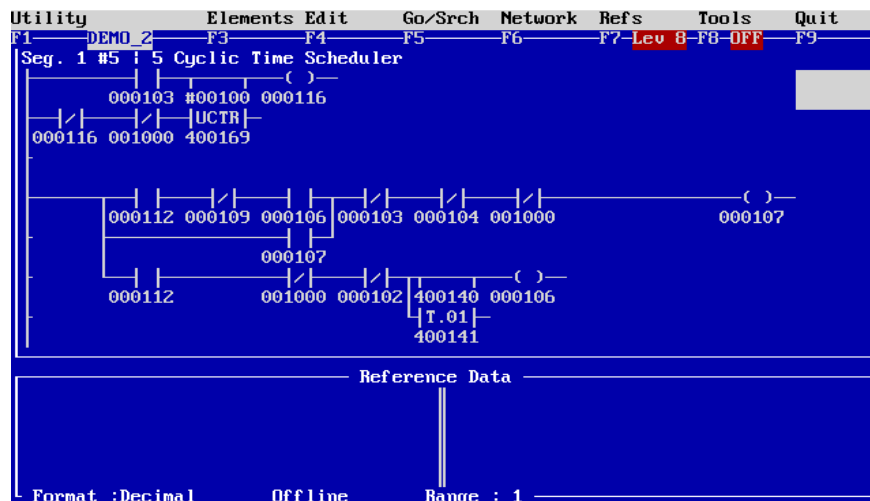 Utility Elements Edit Go/Srch Network Refs Tools Quit
F1 DEMO_2 F3 F4 F5 F6 F7 Lev 8 F8 OFF F9
Seg. 1 #5 ¦ 5 Cyclic Time Scheduler
( )
000103 #00100 000116
/ / UCTR
000116 001000 400169
/ / / / ( )
000112 000109 000106 000103 000104 001000 000107
000107
/ / ( )
000112 001000 000102 400140 000106
T.01
400141
Reference Data
Format :Decimal Offline Range : 1